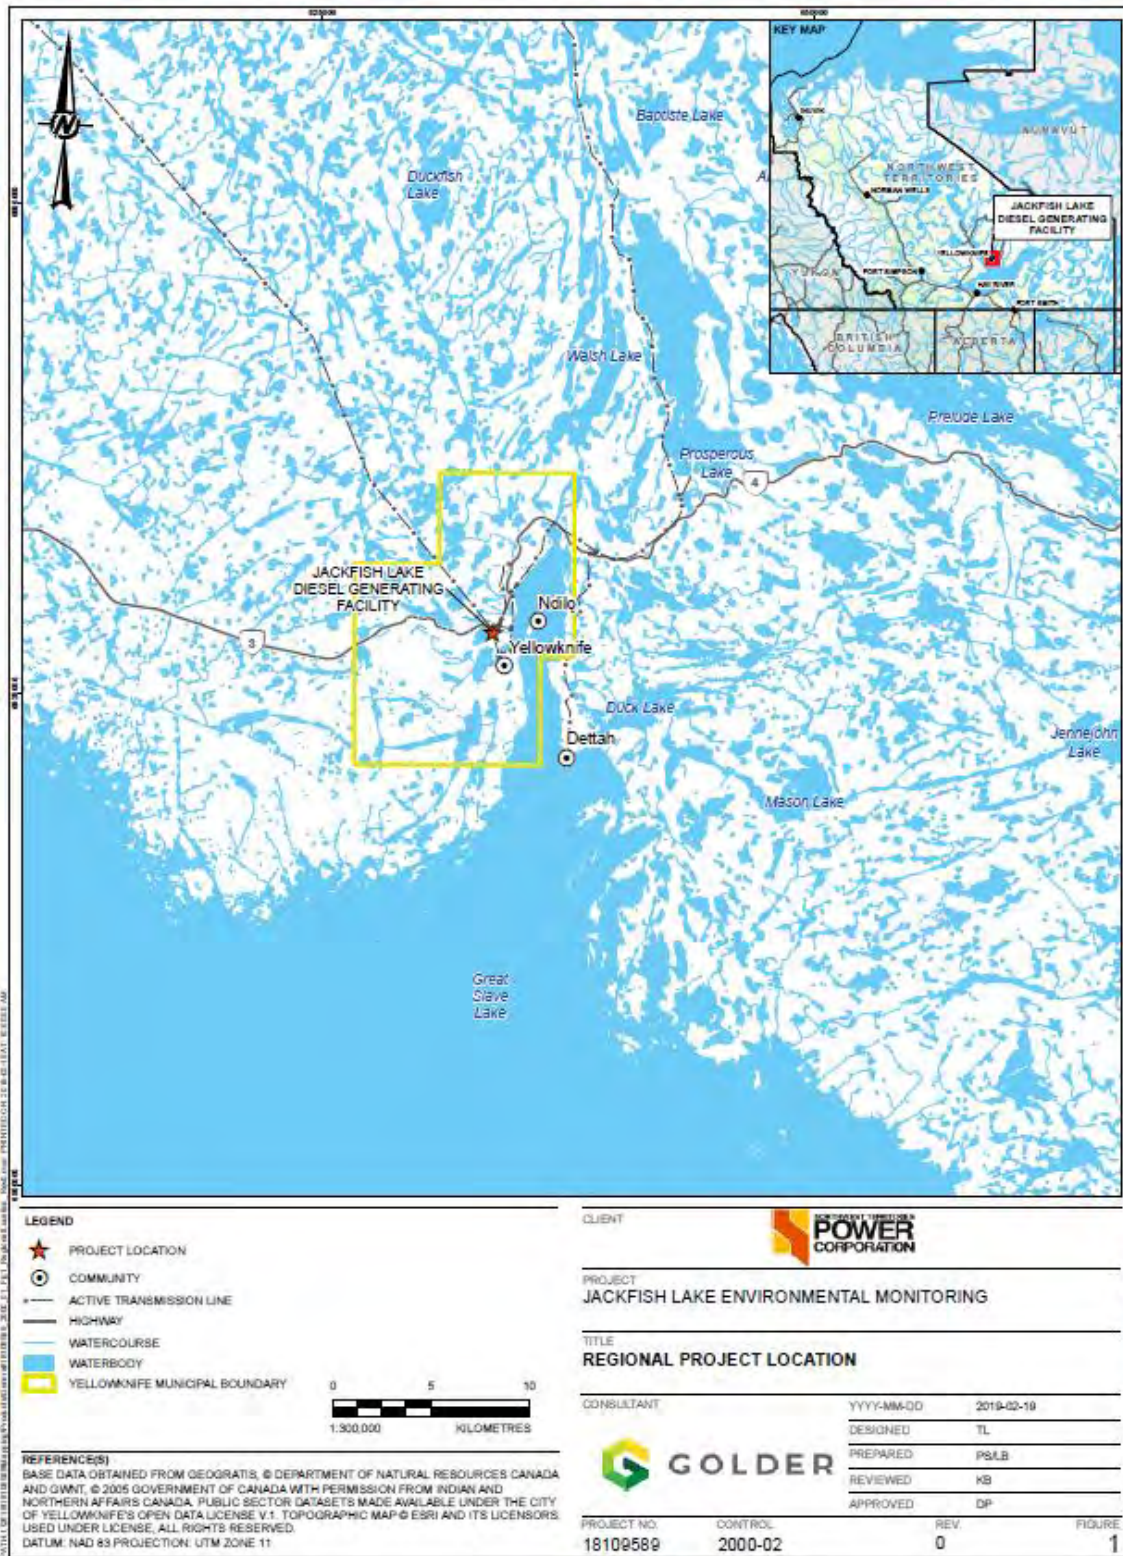 KEY MAP
INUVIK
NUNAVUT
NORTHWEST
TERRITORIES
NORMAN WELLS
JACKFISH LAKE
DIESEL GENERATING
FACILITY
YELLOWKNIFE
YUKON
FORT SIMPSON
HAY RIVER
FORT SMITH
BRITISH
COLUMBIA
ALBERTA
N
Baptiste Lake
Duckfish
Lake
Walsh Lake
Prelude Lake
Prosperous
Lake
4
JACKFISH LAKE
DIESEL GENERATING
FACILITY
Ndilo
3
Yellowknife
Duck Lake
Dettah
Jennejohn
Lake
Mason Lake
Great
Slave
Lake
LEGEND
PROJECT LOCATION
COMMUNITY
ACTIVE TRANSMISSION LINE
HIGHWAY
WATERCOURSE
WATERBODY
YELLOWKNIFE MUNICIPAL BOUNDARY
0 5 10
1:300,000 KILOMETRES
REFERENCE(S)
BASE DATA OBTAINED FROM GEOGRATIS, © DEPARTMENT OF NATURAL RESOURCES CANADA
AND GWNT, © 2005 GOVERNMENT OF CANADA WITH PERMISSION FROM INDIAN AND
NORTHERN AFFAIRS CANADA. PUBLIC SECTOR DATASETS MADE AVAILABLE UNDER THE CITY
OF YELLOWKNIFE'S OPEN DATA LICENSE V.1. TOPOGRAPHIC MAP © ESRI AND ITS LICENSORS.
USED UNDER LICENSE, ALL RIGHTS RESERVED.
DATUM: NAD 83 PROJECTION: UTM ZONE 11
CLIENT
NORTHWEST TERRITORIES
POWER
CORPORATION
PROJECT
JACKFISH LAKE ENVIRONMENTAL MONITORING
TITLE
REGIONAL PROJECT LOCATION
CONSULTANT
GOLDER
YYYY-MM-DD 2019-02-19
DESIGNED TL
PREPARED PS/LB
REVIEWED KB
APPROVED DP
PROJECT NO. CONTROL REV. FIGURE
18109589 2000-02 0 1